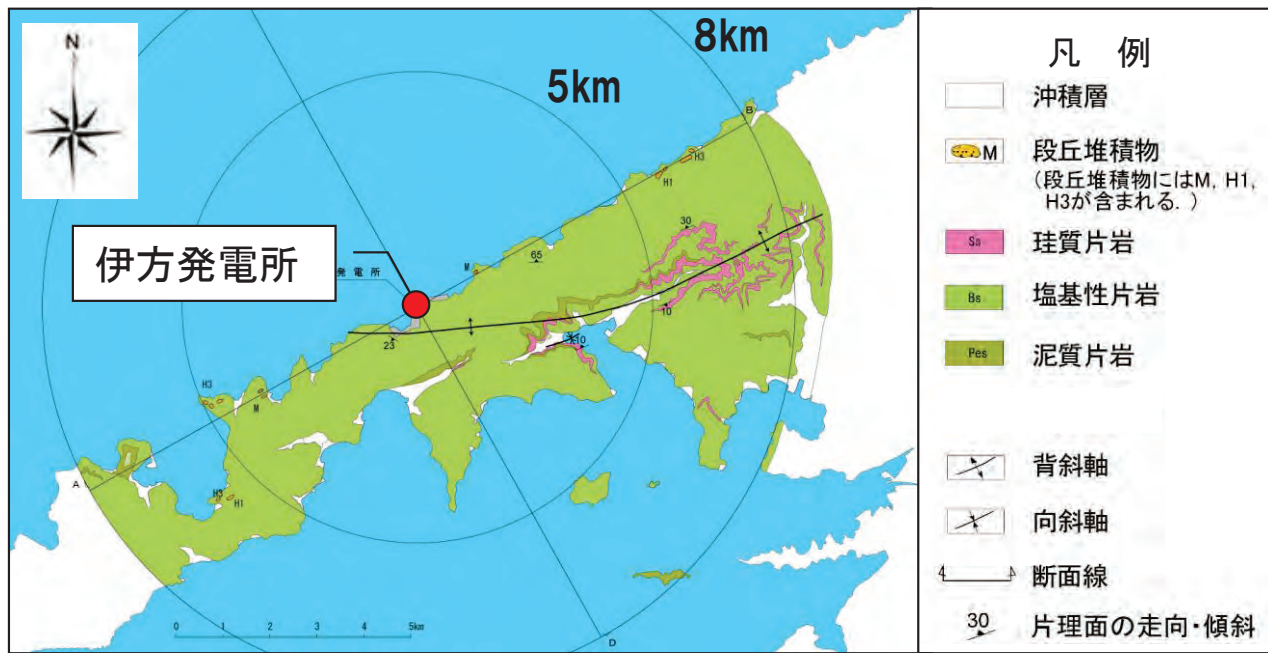 N
8km
5km
B
H3
H1
30
65
M
伊方発電所
発電所
10
23
10
H3
M
A
H3
H1
0 1 2 3 4 5km
D
凡 例
沖積層
M 段丘堆積物
(段丘堆積物にはM, H1,
H3が含まれる.)
Ss 珪質片岩
Bs 塩基性片岩
Pes 泥質片岩
背斜軸
向斜軸
断面線
30 片理面の走向・傾斜